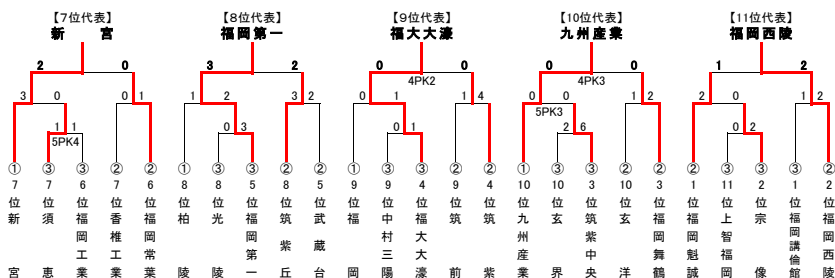 【7位代表】 【8位代表】 【9位代表】 【10位代表】 【11位代表】
新宮 福岡第一 福大大濠 九州産業 福岡西陵
2 0 3 2 0 0 0 0 1 2
4PK2 4PK3
3 0 0 1 1 2 3 2 0 1 1 4 0 0 1 2 2 0 1 2
5PK3
1 1 0 3 0 1 2 6 0 2
5PK4
① ③ ③ ② ② ① ③ ③ ② ② ① ③ ③ ② ② ① ③ ③ ② ② ① ③ ③ ③ ②
7位新宮
7位須恵
6位福岡工業
7位香椎工業
6位福岡常葉
8位柏陵
8位光陵
5位福岡第一
8位筑紫丘
5位武蔵台
9位福岡
9位中村三陽
4位福大大濠
9位筑前
4位筑紫
10位九州産業
10位玄界
3位筑紫中央
10位玄洋
3位福岡舞鶴
1位福岡魁誠
11位上智福岡
2位宗像
1位福岡講倫館
2位福岡西陵